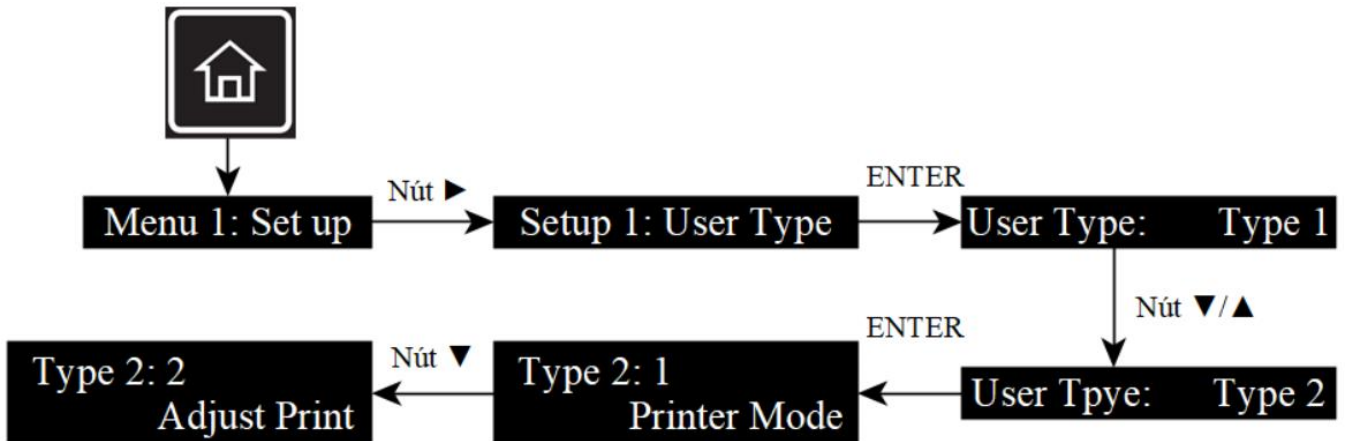 Menu 1: Set up
Nút ►
Setup 1: User Type
ENTER
User Type: Type 1
Nút ▼/▲
User Tpye: Type 2
ENTER
Type 2: 1
Printer Mode
Nút ▼
Type 2: 2
Adjust Print